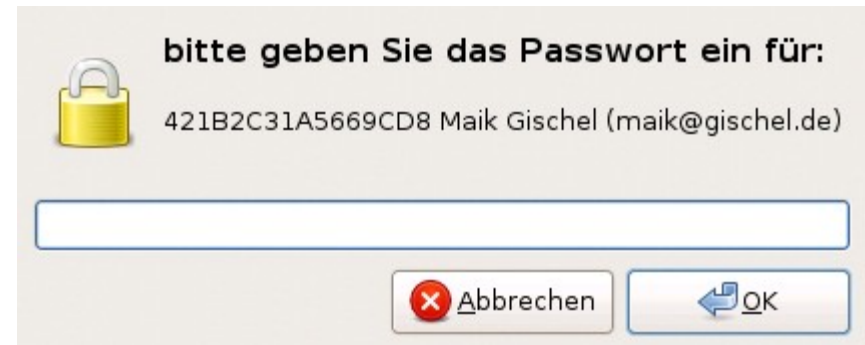 bitte geben Sie das Passwort ein für:
421B2C31A5669CD8 Maik Gischel (maik@gischel.de)
Abbrechen
OK